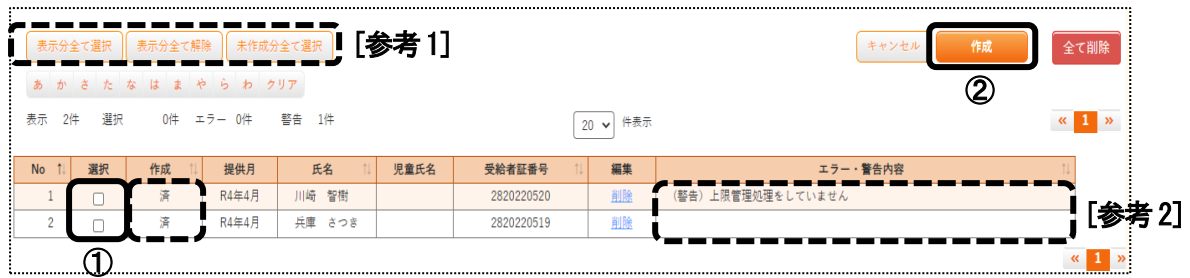 表示分全て選択 表示分全て解除 未作成分全て選択 [参考1] キャンセル 作成 全て削除
②
あ か さ た な は ま や ら わ クリア
表示 2件 選択 0件 エラー 0件 警告 1件 20 件表示 « 1 »
No 選択 作成 提供月 氏名 児童氏名 受給者証番号 編集 エラー・警告内容
1 済 R4年4月 川崎 智樹 2820220520 削除 (警告) 上限管理処理をしていません
2 済 R4年4月 兵庫 さつき 2820220519 削除 [参考2]
① « 1 »